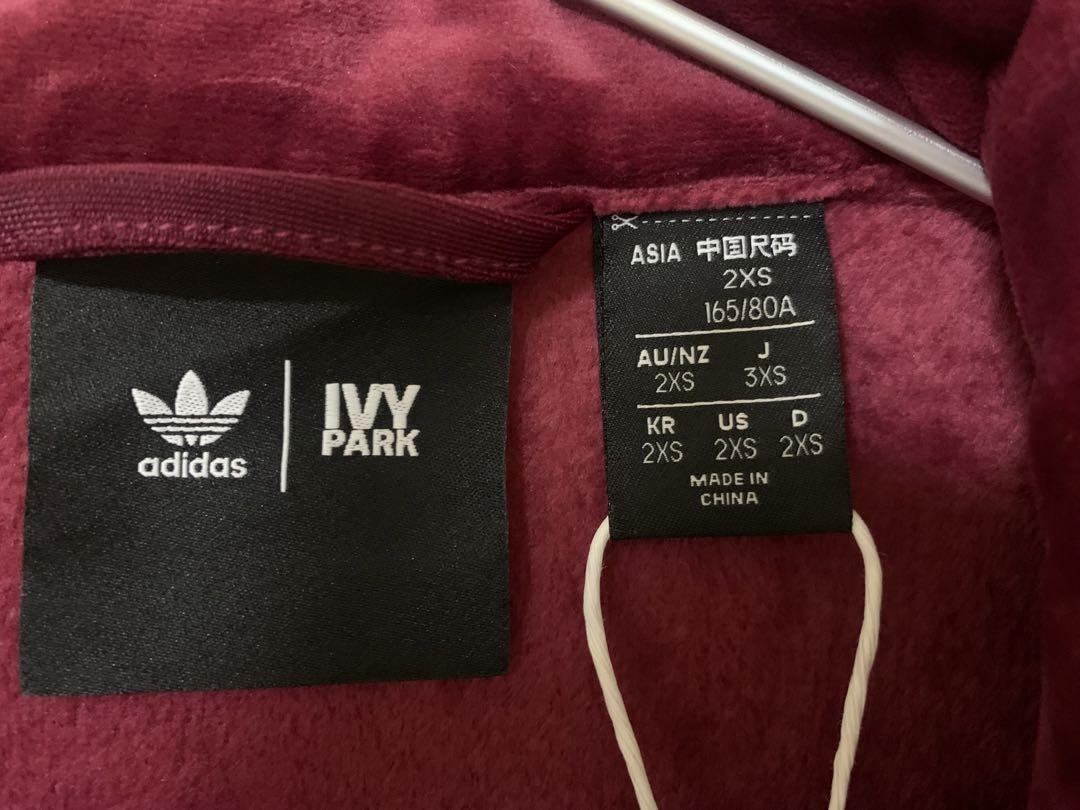 adidas
IVY
PARK
ASIA 中国尺码
2XS
165/80A
AU/NZ J
2XS 3XS
KR US D
2XS 2XS 2XS
MADE IN
CHINA